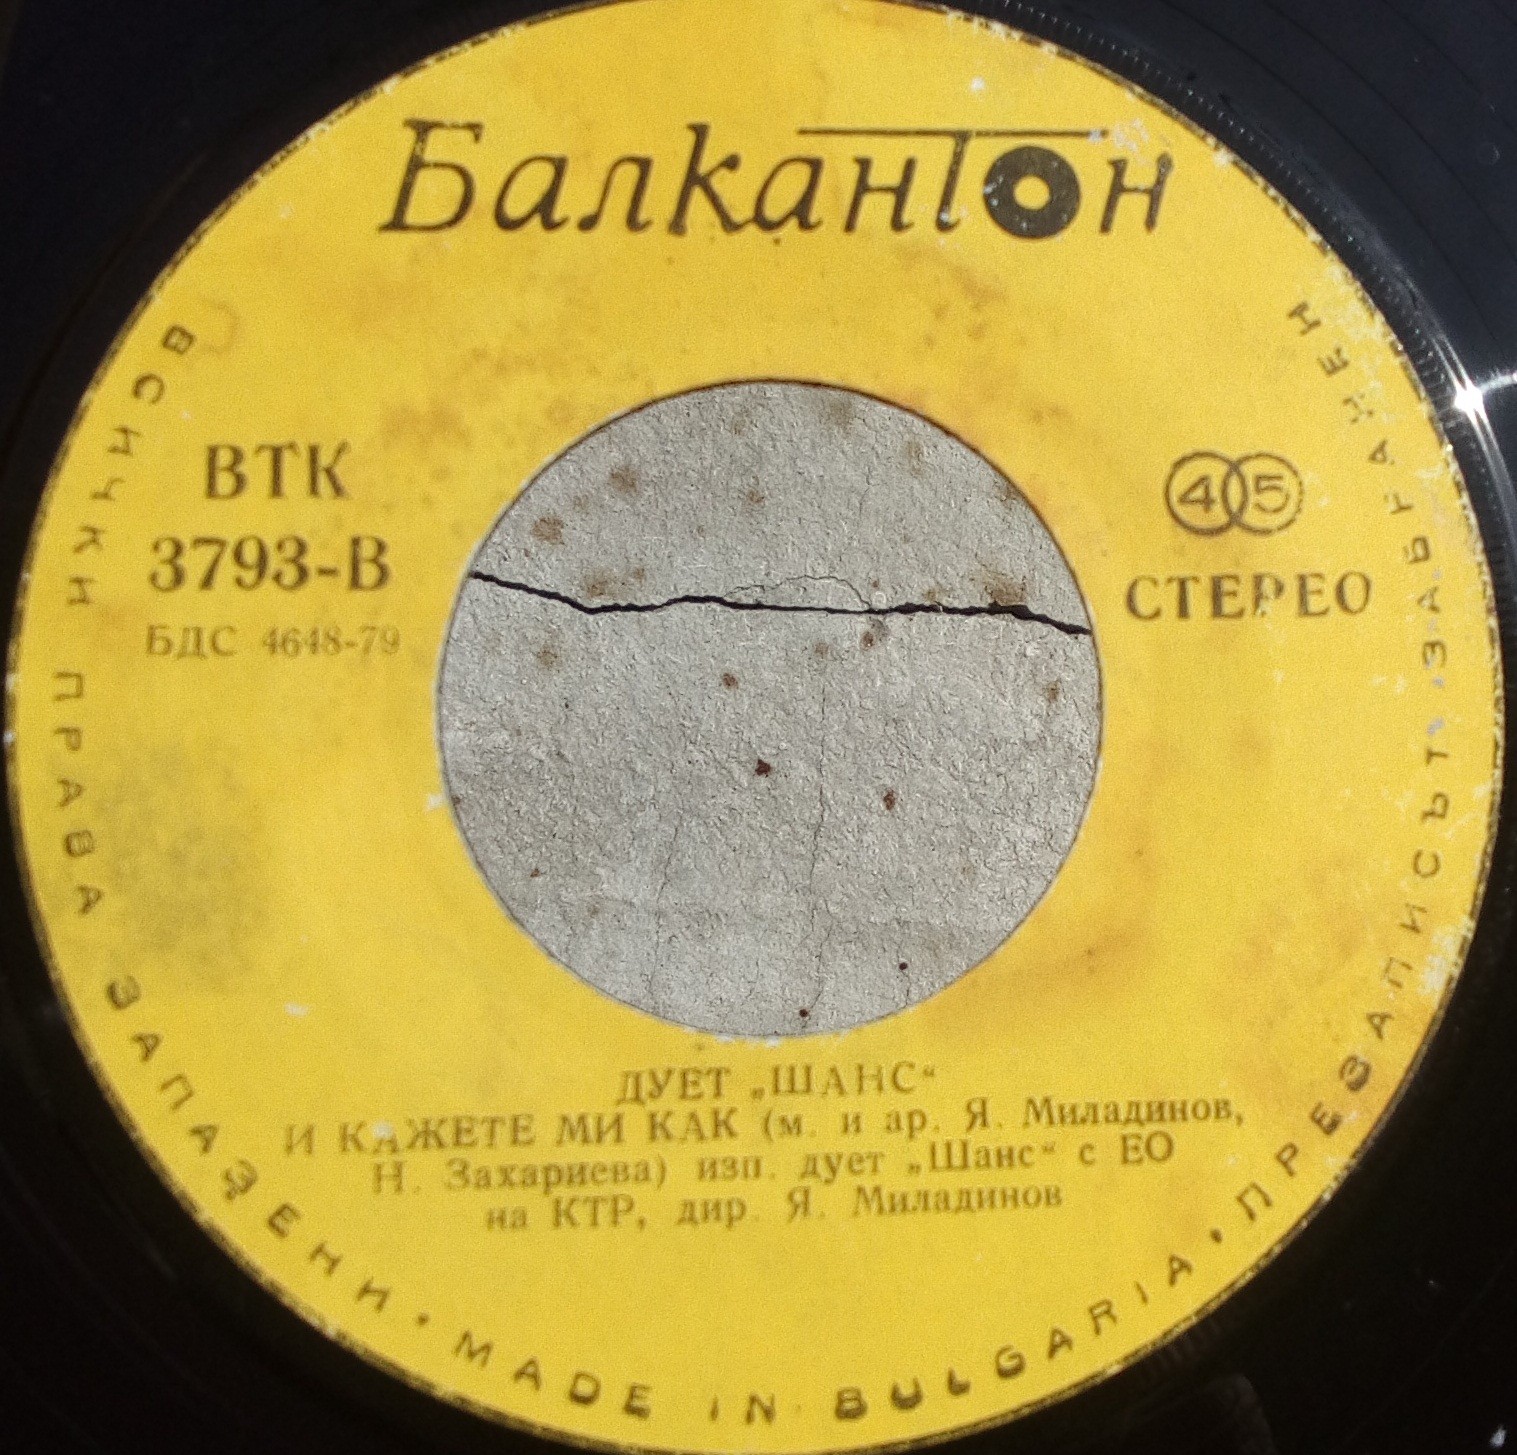 Балкантон
ВТК
3793-В
БДС 4648-79
45
СТЕРЕО
ДУЕТ „ШАНС“
И КАЖЕТЕ МИ КАК (м. и ар. Я. Миладинов,
Н. Захариева) изп. дует „Шанс“ с ЕО
на КТР, дир. Я. Миладинов
ВСИЧКИ ПРАВА ЗАПАЗЕНИ · MADE IN BULGARIA · ПРЕЗАПИСЪТ ЗАБРАНЕН